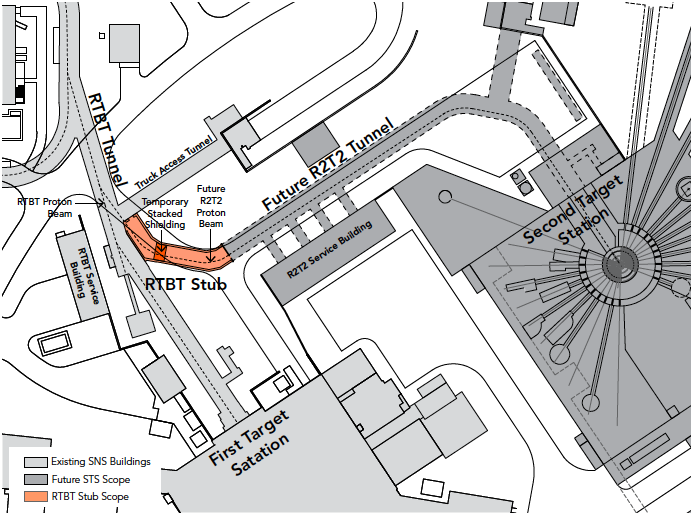 RTBT Tunnel
Truck Access Tunnel
Future R2T2 Tunnel
RTBT Proton
Beam
Temporary
Stacked
Shielding
Future
R2T2
Proton
Beam
Second Target
Station
RTBT Service
Building
R2T2 Service Building
RTBT Stub
First Target
Satation
Existing SNS Buildings
Future STS Scope
RTBT Stub Scope